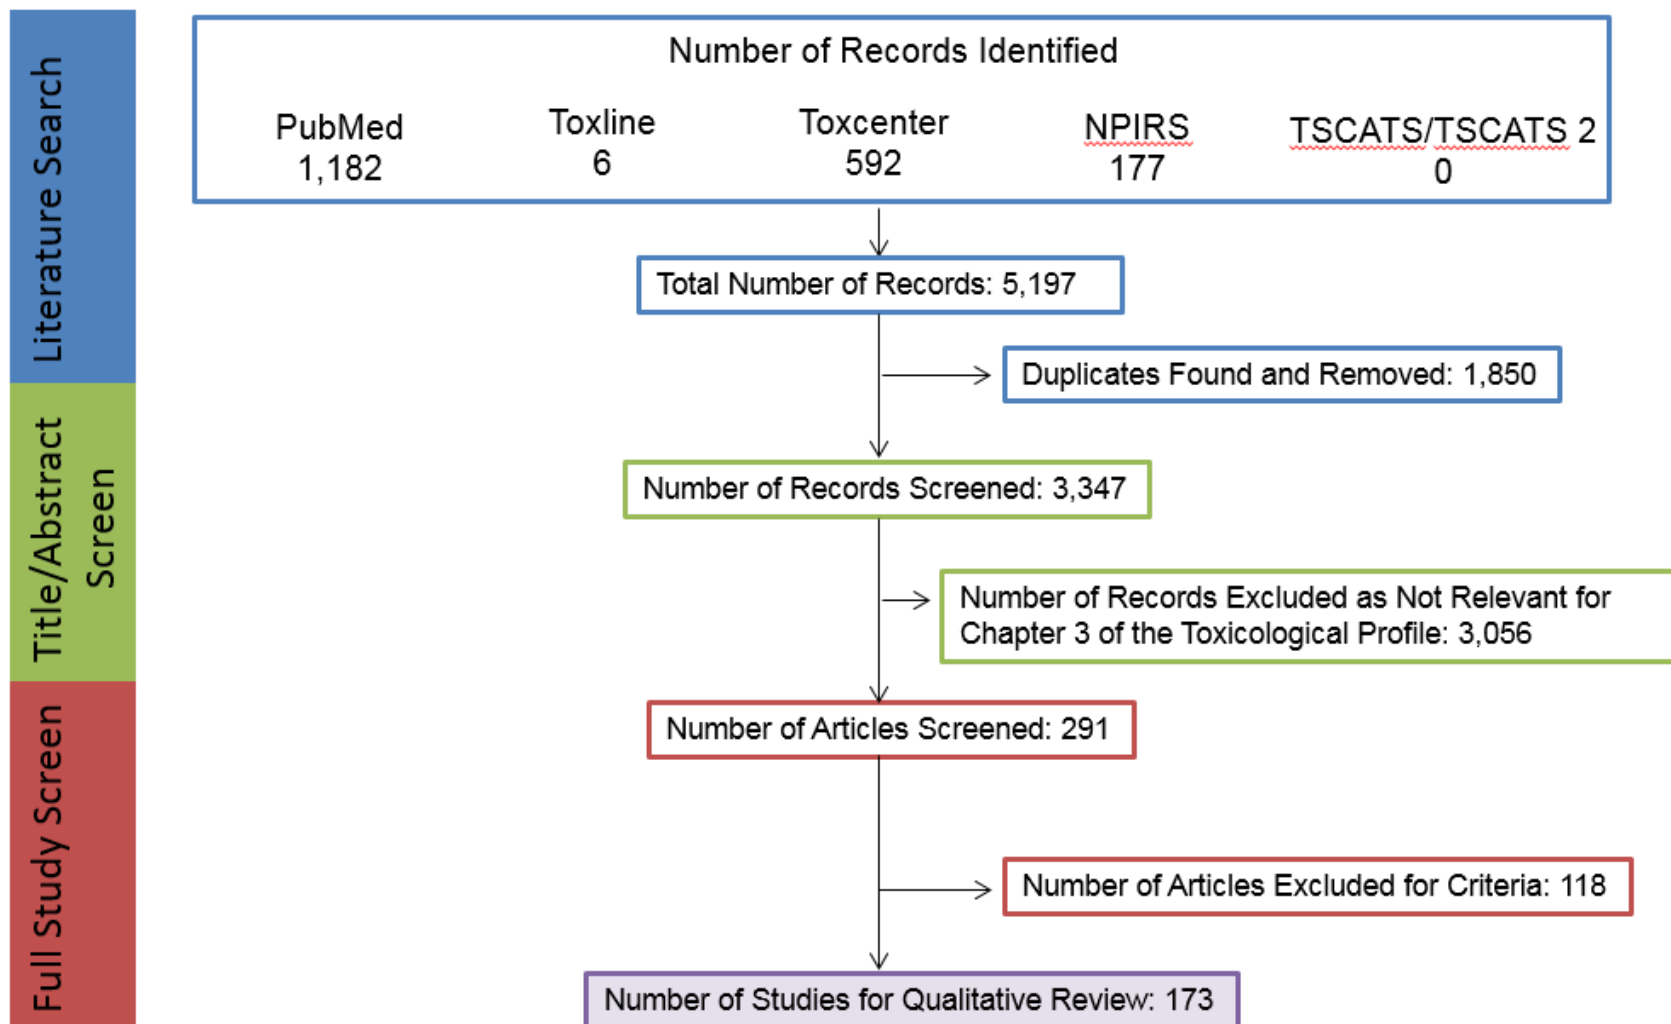 Literature Search
Number of Records Identified
PubMed
1,182
Toxline
6
Toxcenter
592
NPIRS
177
TSCATS/TSCATS 2
0
Total Number of Records: 5,197
Duplicates Found and Removed: 1,850
Title/Abstract
Screen
Number of Records Screened: 3,347
Number of Records Excluded as Not Relevant for
Chapter 3 of the Toxicological Profile: 3,056
Full Study Screen
Number of Articles Screened: 291
Number of Articles Excluded for Criteria: 118
Number of Studies for Qualitative Review: 173